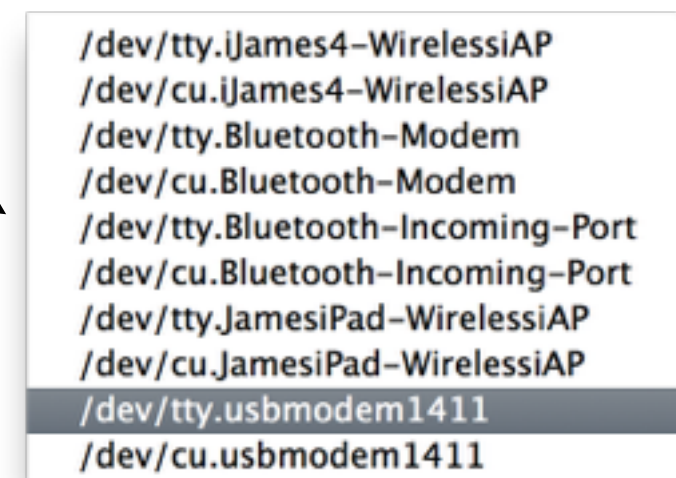 /dev/tty.iJames4-WirelessiAP
/dev/cu.iJames4-WirelessiAP
/dev/tty.Bluetooth-Modem
/dev/cu.Bluetooth-Modem
/dev/tty.Bluetooth-Incoming-Port
/dev/cu.Bluetooth-Incoming-Port
/dev/tty.JamesiPad-WirelessiAP
/dev/cu.JamesiPad-WirelessiAP
/dev/tty.usbmodem1411
/dev/cu.usbmodem1411